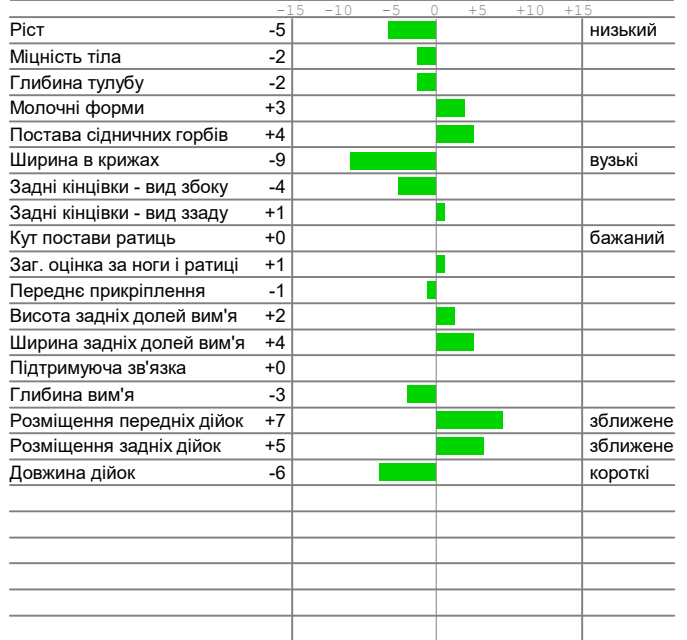 -15 -10 -5 0 +5 +10 +15
Ріст -5 низький
Міцність тіла -2
Глибина тулубу -2
Молочні форми +3
Постава сідничних горбів +4
Ширина в крижах -9 вузькі
Задні кінцівки - вид збоку -4
Задні кінцівки - вид ззаду +1
Кут постави ратиць +0 бажаний
Заг. оцінка за ноги і ратиці +1
Переднє прикріплення -1
Висота задніх долей вим'я +2
Ширина задніх долей вим'я +4
Підтримуюча зв'язка +0
Глибина вим'я -3
Розміщення передніх дійок +7 зближене
Розміщення задніх дійок +5 зближене
Довжина дійок -6 короткі